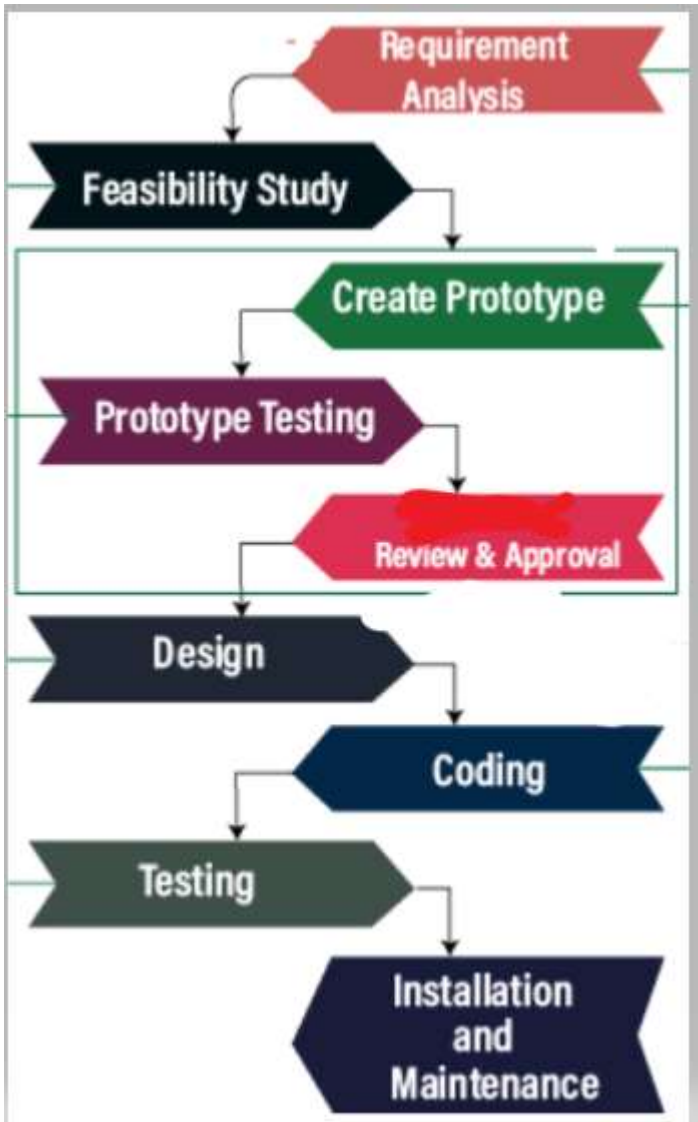 Requirement
Analysis
Feasibility Study
Create Prototype
Prototype Testing
Review & Approval
Design
Coding
Testing
Installation
and
Maintenance